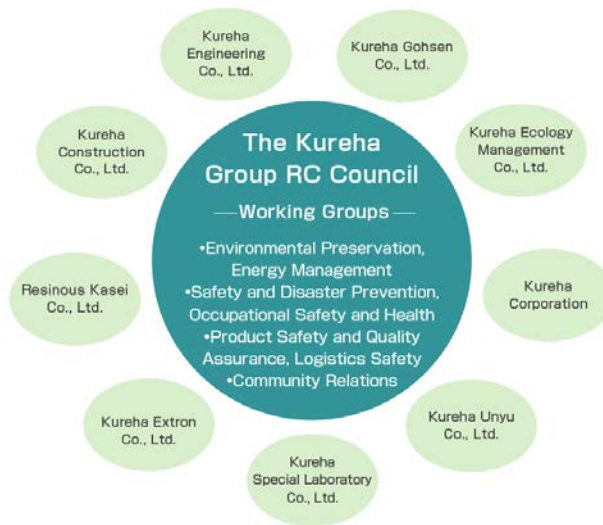 Kureha
Engineering
Co., Ltd.
Kureha Gohsen
Co., Ltd.
Kureha
Construction
Co., Ltd.
The Kureha
Group RC Council
Kureha Ecology
Management
Co., Ltd.
—Working Groups—
•Environmental Preservation,
Energy Management
•Safety and Disaster Prevention,
Occupational Safety and Health
•Product Safety and Quality
Assurance, Logistics Safety
•Community Relations
Resinous Kasei
Co., Ltd.
Kureha
Corporation
Kureha Extron
Co., Ltd.
Kureha Unyu
Co., Ltd.
Kureha
Special Laboratory
Co., Ltd.